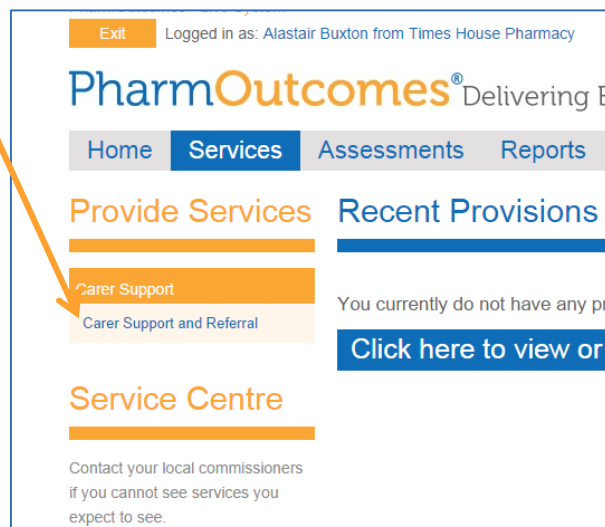 Exit Logged in as: Alastair Buxton from Times House Pharmacy
PharmOutcomes® Delivering E
Home Services Assessments Reports
Provide Services
Carer Support
Carer Support and Referral
Service Centre
Contact your local commissioners
if you cannot see services you
expect to see.
Recent Provisions
You currently do not have any pr
Click here to view or